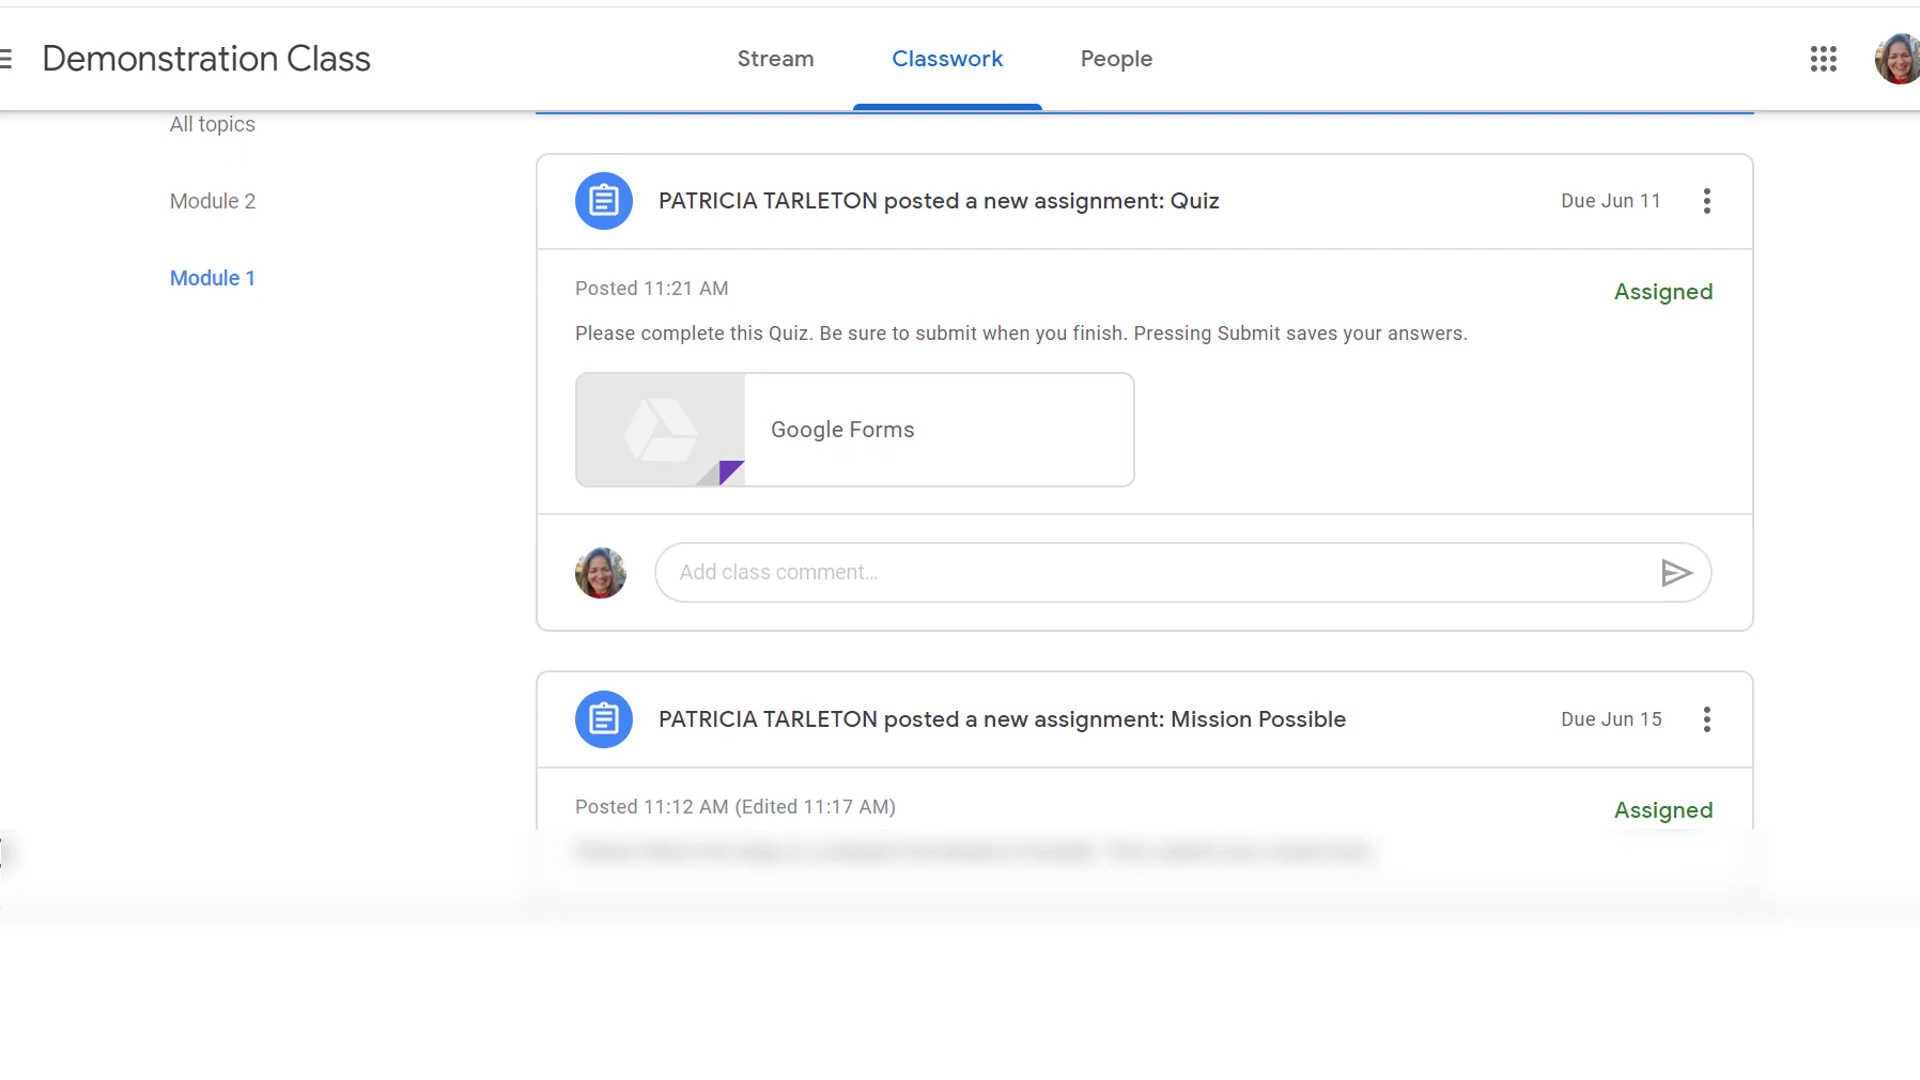 Demonstration Class
Stream
Classwork
People
All topics
Module 2
Module 1
PATRICIA TARLETON posted a new assignment: Quiz
Due Jun 11
Posted 11:21 AM
Assigned
Please complete this Quiz. Be sure to submit when you finish. Pressing Submit saves your answers.
Google Forms
Add class comment...
PATRICIA TARLETON posted a new assignment: Mission Possible
Due Jun 15
Posted 11:12 AM (Edited 11:17 AM)
Assigned